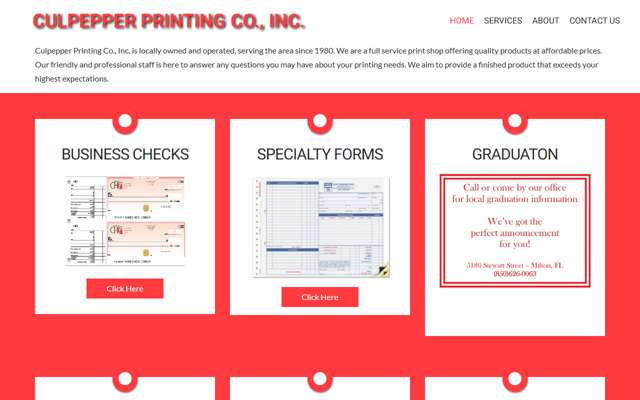 CULPEPPER PRINTING CO., INC.
HOME SERVICES ABOUT CONTACT US
Culpepper Printing Co., Inc. is locally owned and operated, serving the area since 1980. We are a full service print shop offering quality products at affordable prices.
Our friendly and professional staff is here to answer any questions you may have about your printing needs. We aim to provide a finished product that exceeds your
highest expectations.
BUSINESS CHECKS
Click Here
SPECIALTY FORMS
Click Here
GRADUATON
Call or come by our office
for local graduation information
We've got the
perfect announcement
for you!
5180 Stewart Street – Milton, FL
(850)626-0063